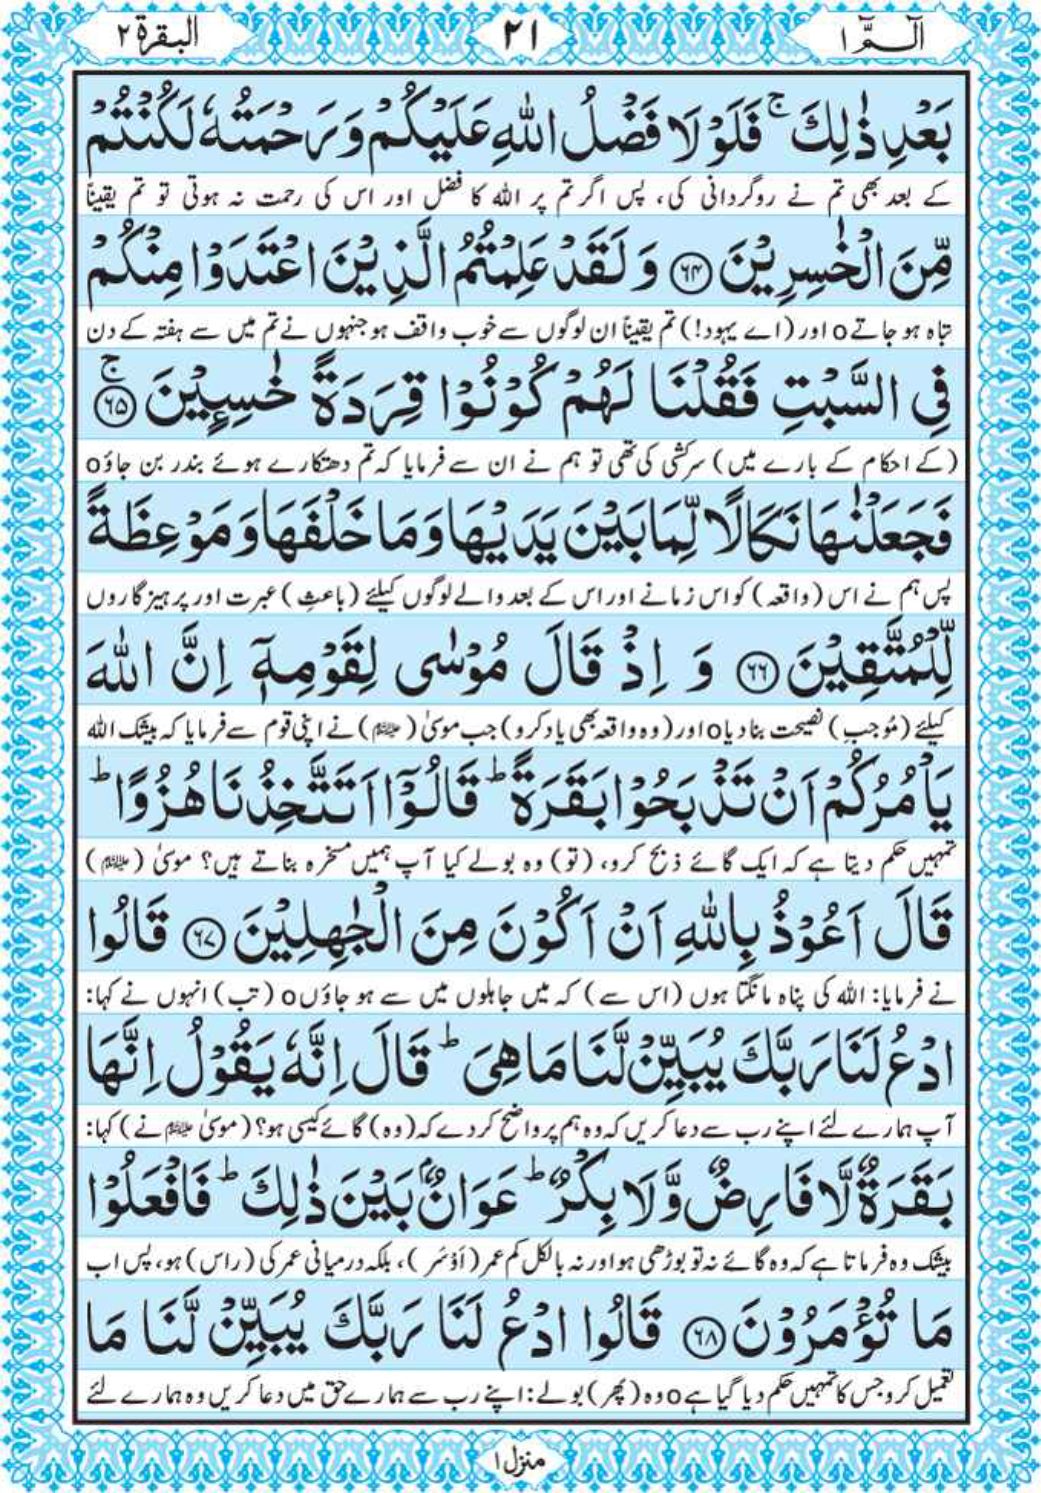 الٓمّٓ ١
٢١
البقرة ٢
بَعْدِ ذٰلِكَ ۚ فَلَوْ لَا فَضْلُ اللّٰهِ عَلَيْكُمْ وَ رَحْمَتُهٗ لَكُنْتُمْ
کے بعد بھی تم نے روگردانی کی، پس اگر تم پر اللہ کا فضل اور اس کی رحمت نہ ہوتی تو تم یقیناً
مِّنَ الْخٰسِرِيْنَ ﴿٦٤﴾ وَ لَقَدْ عَلِمْتُمُ الَّذِيْنَ اعْتَدَوْا مِنْكُمْ
تباہ ہو جاتے o اور (اے یہود!) تم یقیناً ان لوگوں سے خوب واقف ہو جنہوں نے تم میں سے ہفتہ کے دن
فِي السَّبْتِ فَقُلْنَا لَهُمْ كُوْنُوْا قِرَدَةً خٰسِـِٕيْنَ ﴿٦٥﴾ۚ
(کے احکام کے بارے میں) سرکشی کی تھی تو ہم نے ان سے فرمایا کہ تم دھتکارے ہوئے بندر بن جاؤ o
فَجَعَلْنٰهَا نَكَالًا لِّمَا بَيْنَ يَدَيْهَا وَ مَا خَلْفَهَا وَ مَوْعِظَةً
پس ہم نے اس (واقعہ) کو اس زمانے اور اس کے بعد والے لوگوں کیلئے (باعثِ) عبرت اور پرہیزگاروں
لِّلْمُتَّقِيْنَ ﴿٦٦﴾ وَ اِذْ قَالَ مُوْسٰى لِقَوْمِهٖۤ اِنَّ اللّٰهَ
کیلئے (مُوجبِ) نصیحت بنا دیا o اور (وہ واقعہ بھی یاد کرو) جب موسیٰ (علیہ السلام) نے اپنی قوم سے فرمایا کہ بیشک اللہ
يَاْمُرُكُمْ اَنْ تَذْبَحُوْا بَقَرَةً ؕ قَالُوْۤا اَتَتَّخِذُنَا هُزُوًا ؕ
تمہیں حکم دیتا ہے کہ ایک گائے ذبح کرو، (تو) وہ بولے کیا آپ ہمیں مسخرہ بناتے ہیں؟ موسیٰ (علیہ السلام)
قَالَ اَعُوْذُ بِاللّٰهِ اَنْ اَكُوْنَ مِنَ الْجٰهِلِيْنَ ﴿٦٧﴾ قَالُوا
نے فرمایا: اللہ کی پناہ مانگتا ہوں (اس سے) کہ میں جاہلوں میں سے ہو جاؤں o (تب) انہوں نے کہا:
ادْعُ لَنَا رَبَّكَ يُبَيِّنْ لَّنَا مَا هِيَ ؕ قَالَ اِنَّهٗ يَقُوْلُ اِنَّهَا
آپ ہمارے لئے اپنے رب سے دعا کریں کہ وہ ہم پر واضح کر دے کہ (وہ) گائے کیسی ہو؟ (موسیٰ علیہ السلام نے) کہا:
بَقَرَةٌ لَّا فَارِضٌ وَّ لَا بِكْرٌ ؕ عَوَانٌۢ بَيْنَ ذٰلِكَ ؕ فَافْعَلُوْا
بیشک وہ فرماتا ہے کہ وہ گائے نہ تو بوڑھی ہو اور نہ بالکل کم عمر (اَوْسَر)، بلکہ درمیانی عمر کی (راس) ہو، پس اب
مَا تُؤْمَرُوْنَ ﴿٦٨﴾ قَالُوا ادْعُ لَنَا رَبَّكَ يُبَيِّنْ لَّنَا مَا
تعمیل کرو جس کا تمہیں حکم دیا گیا ہے o وہ (پھر) بولے: اپنے رب سے ہمارے حق میں دعا کریں وہ ہمارے لئے
منزل ١